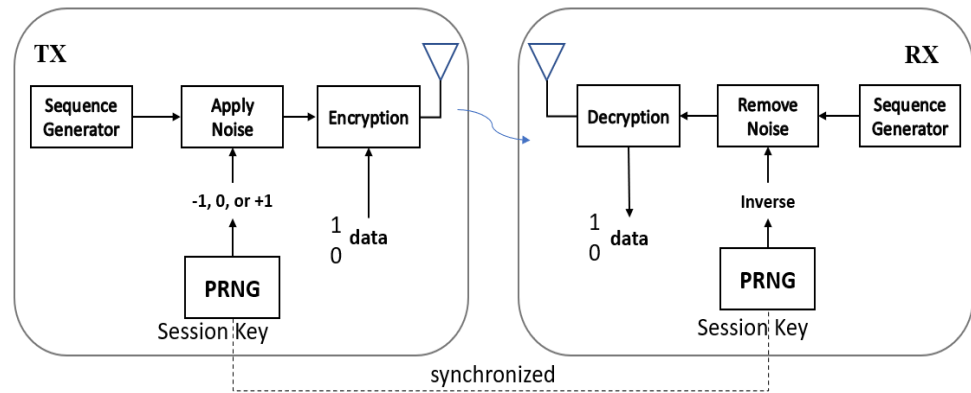 TX
Sequence
Generator
Apply
Noise
Encryption
-1, 0, or +1
1
0
data
PRNG
Session Key
RX
Decryption
Remove
Noise
Sequence
Generator
1
0
data
Inverse
PRNG
Session Key
synchronized